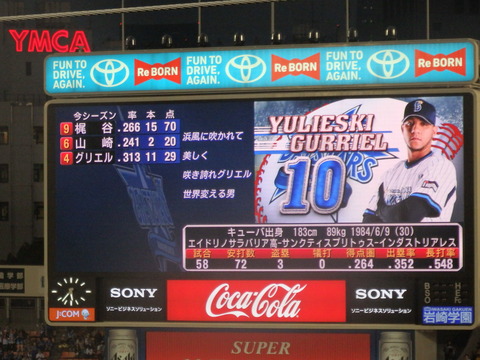 YMCA
FUN TO DRIVE, AGAIN. TOYOTA ReBORN FUN TO DRIVE, AGAIN. TOYOTA ReBORN FUN TO DRIVE, AGAIN. TOYOTA ReBORN
今シーズン 率 本 点
9 梶谷 .266 15 70
6 山崎 .241 2 20
4 グリエル .313 11 29
浜風に吹かれて
美しく
咲き誇れグリエル
世界変える男
YULIESKI
GURRIEL
10
キューバ出身 183cm 89kg 1984/6/9 (30)
エイドリノサラバリア高-サンクティスピリトゥス-インダストリアレス
試合 安打数 盗塁 犠打 得点圏 出塁率 長打率
58 72 3 0 .264 .352 .548
J:COM
SONY
ソニービジネスソリューション
Coca-Cola
SONY
ソニービジネスソリューション
B
S
O
H
E
岩崎学園
SUPER